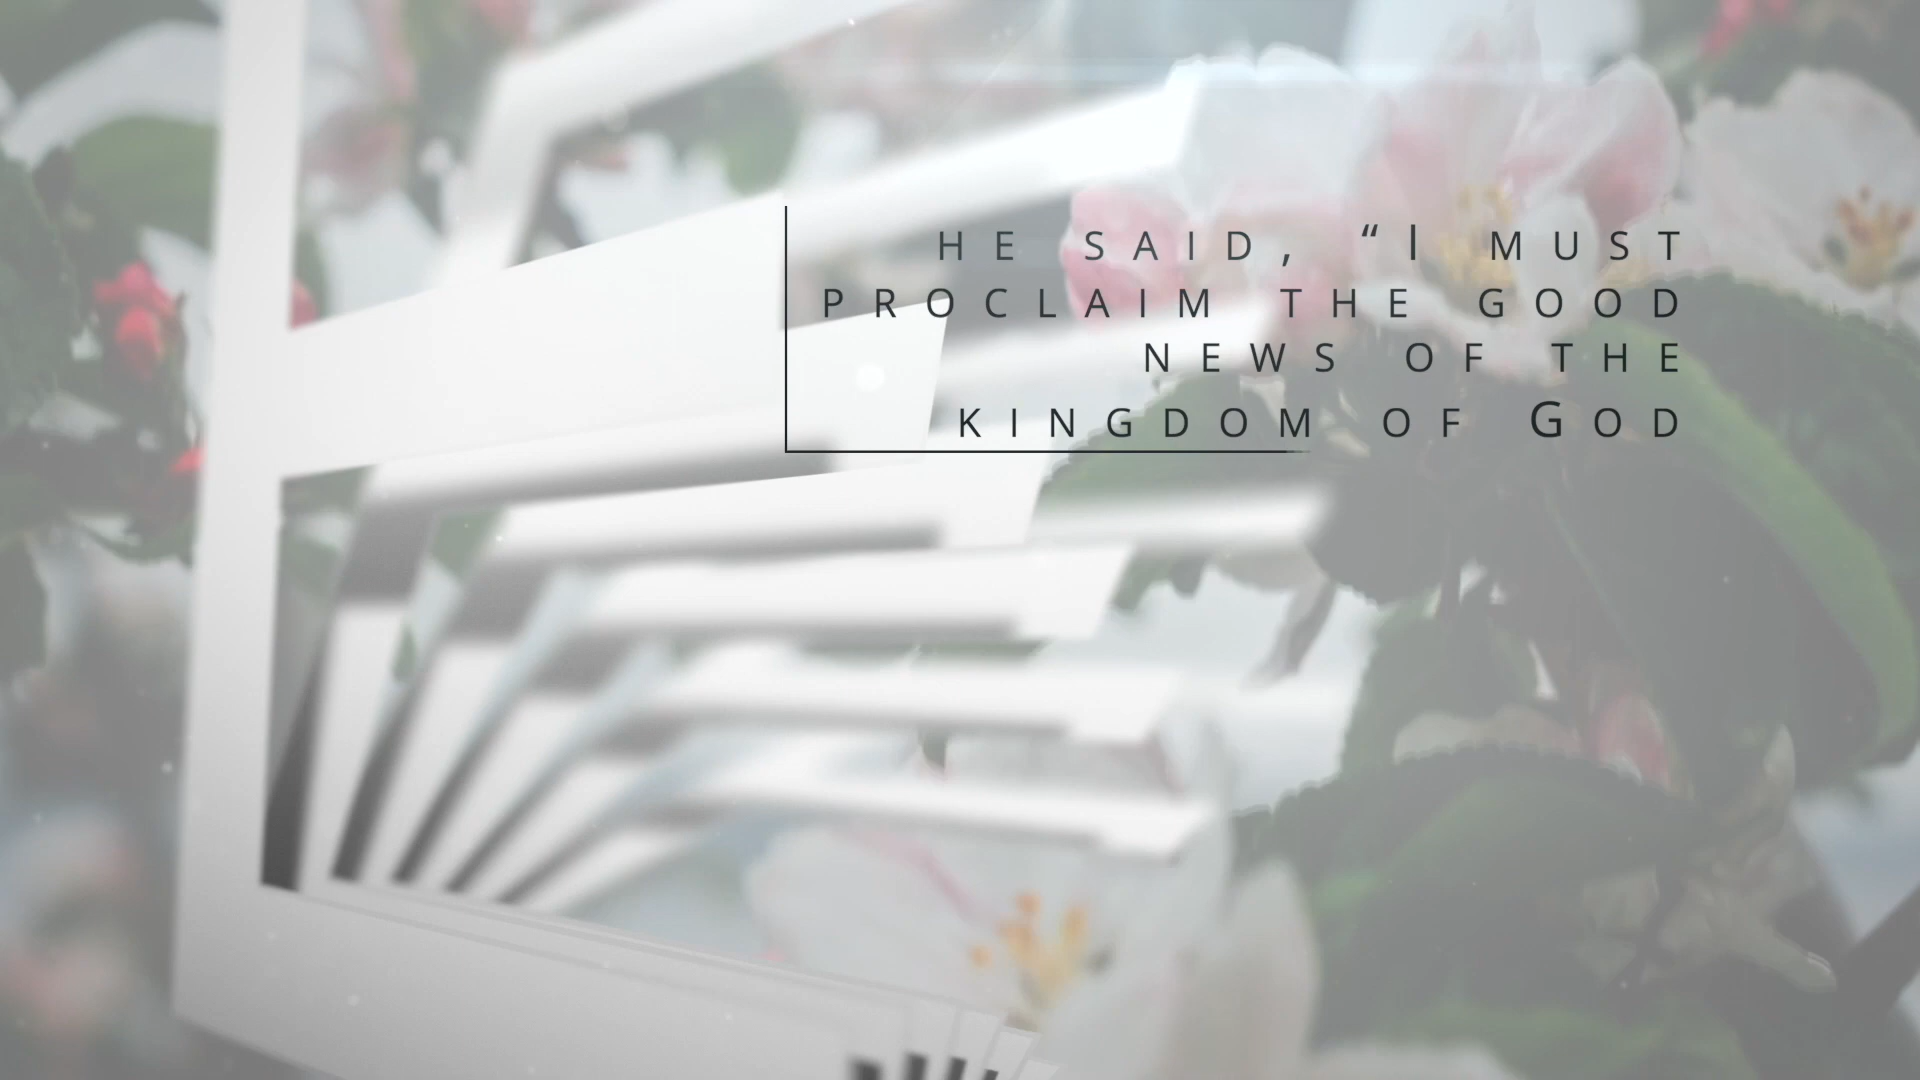 HE SAID, “I MUST
PROCLAIM THE GOOD
NEWS OF THE
KINGDOM OF GOD